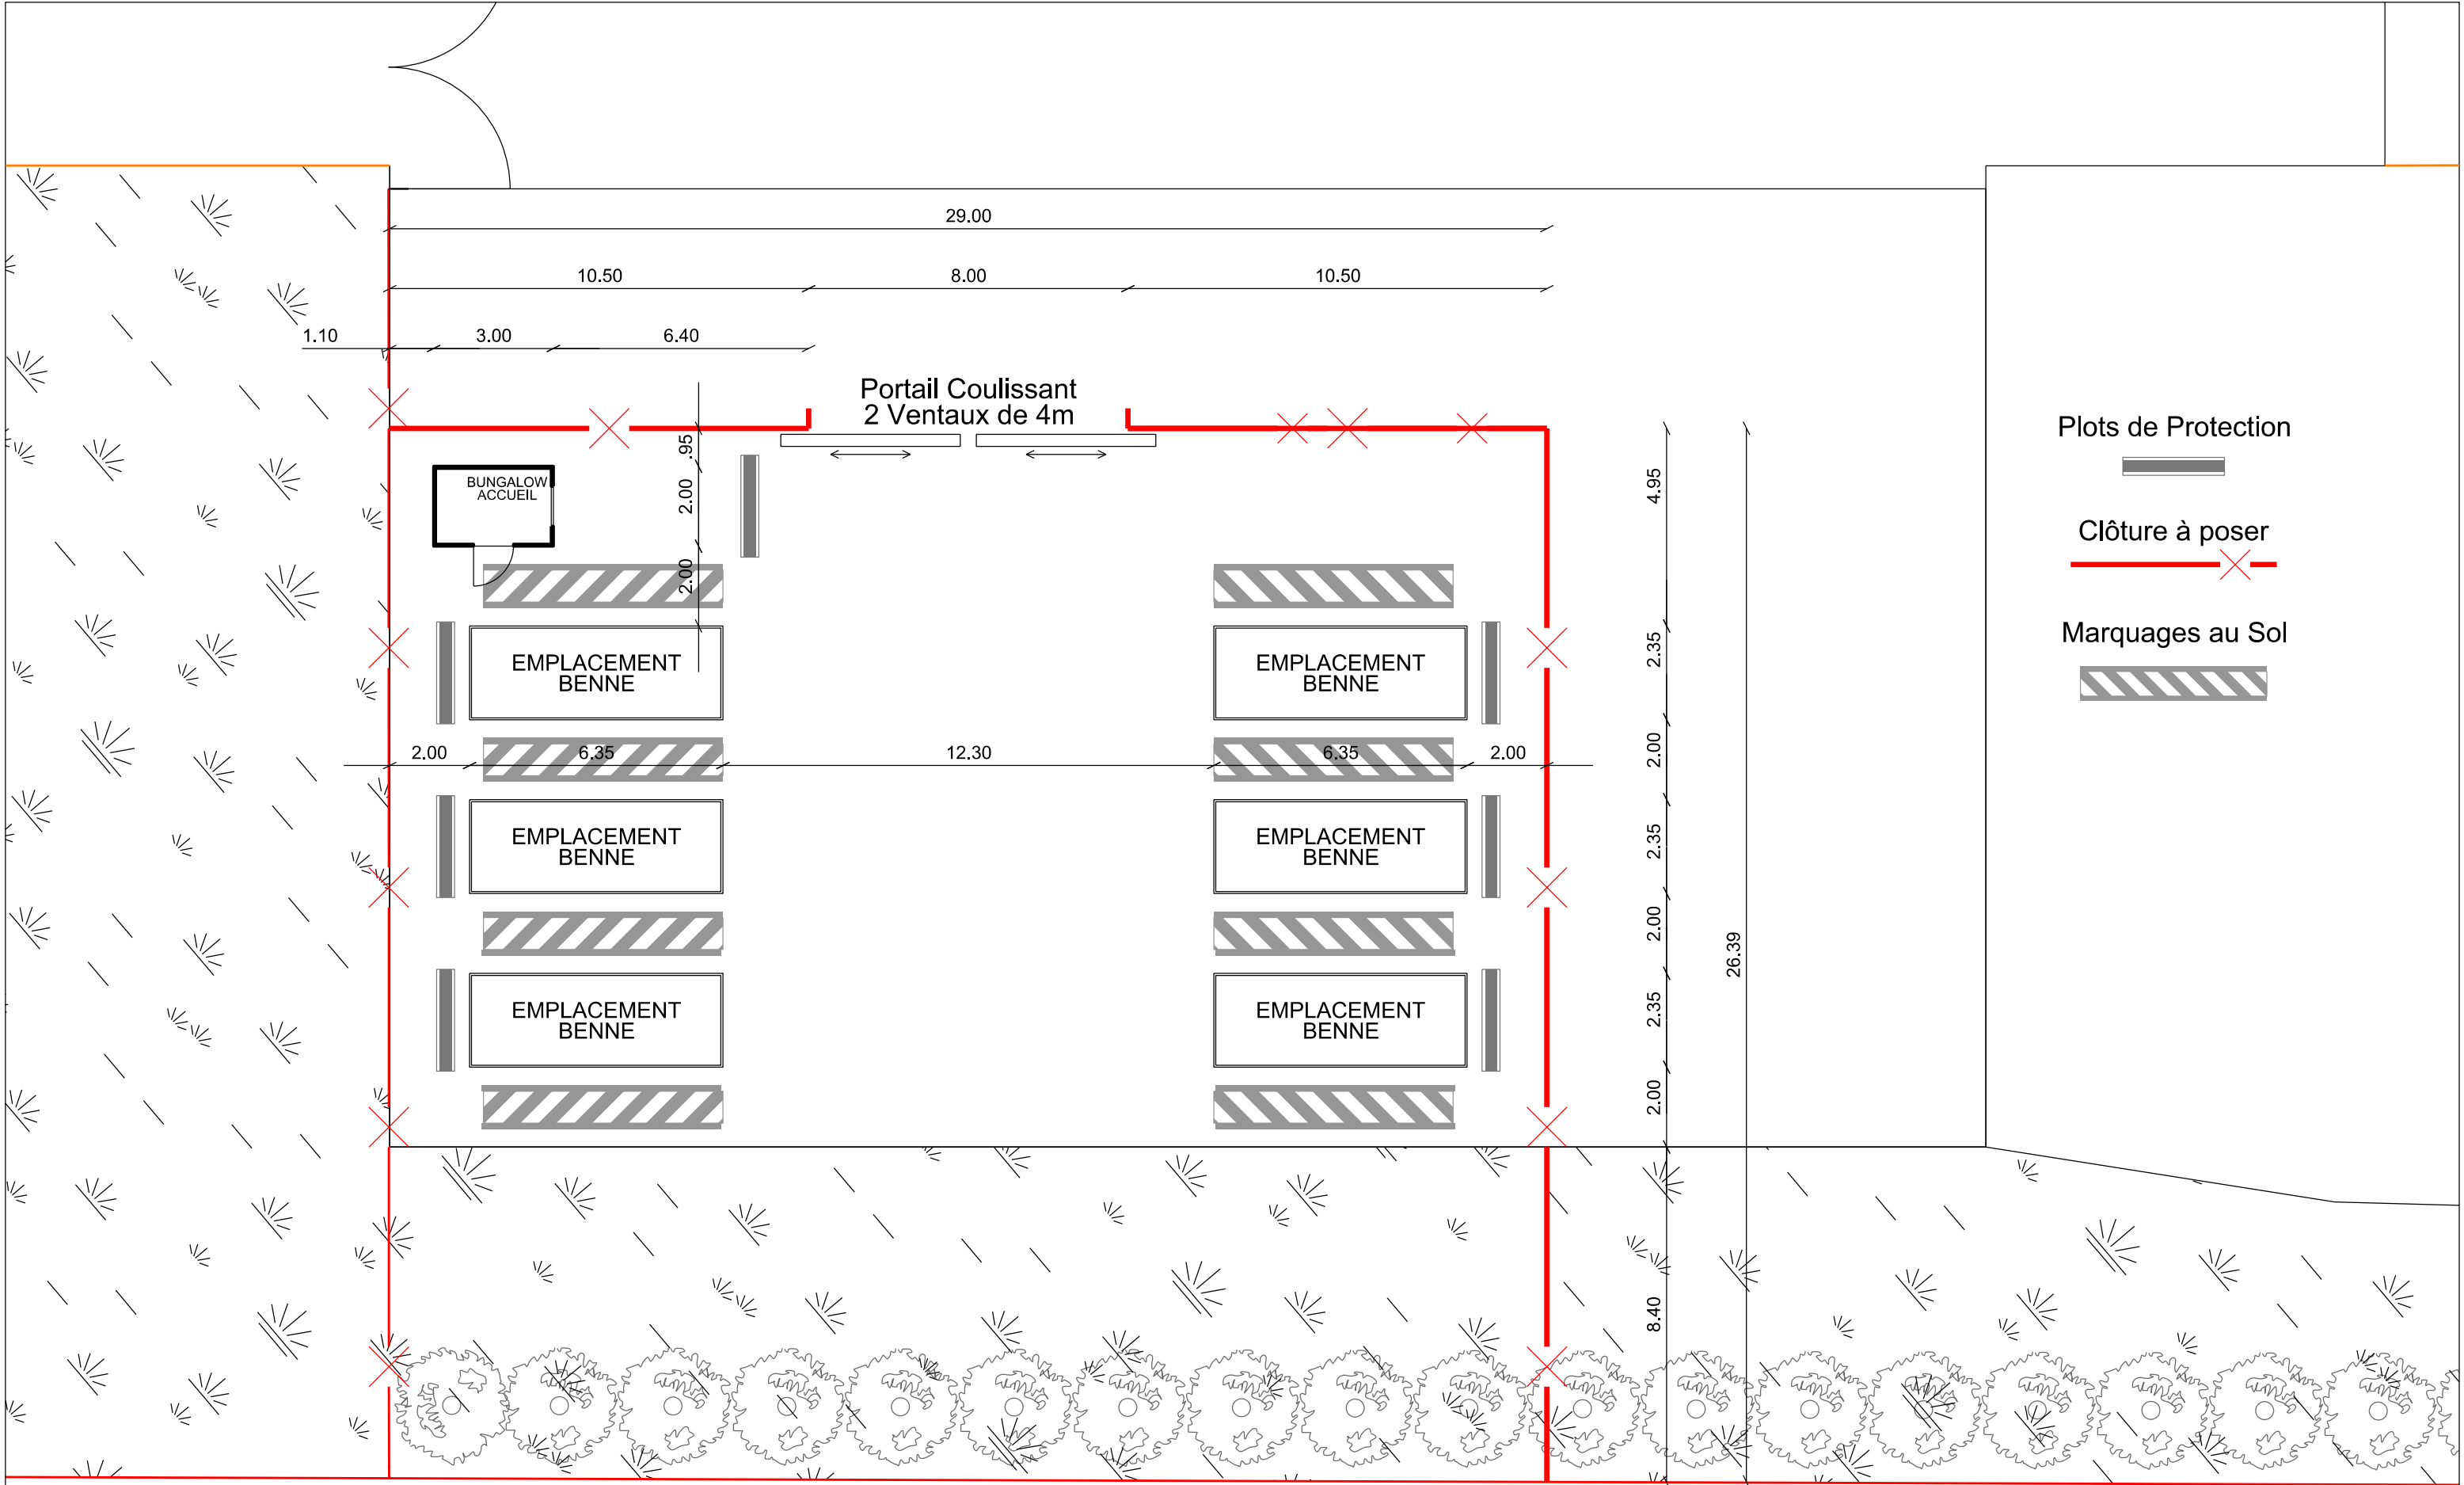 29.00
10.50
8.00
10.50
1.10
3.00
6.40
Portail Coulissant
2 Ventaux de 4m
Plots de Protection
.95
BUNGALOW
ACCUEIL
2.00
4.95
Clôture à poser
2.00
Marquages au Sol
EMPLACEMENT
BENNE
EMPLACEMENT
BENNE
2.35
2.00
6.35
12.30
6.35
2.00
2.00
EMPLACEMENT
BENNE
EMPLACEMENT
BENNE
2.35
2.00
26.39
EMPLACEMENT
BENNE
EMPLACEMENT
BENNE
2.35
2.00
8.40